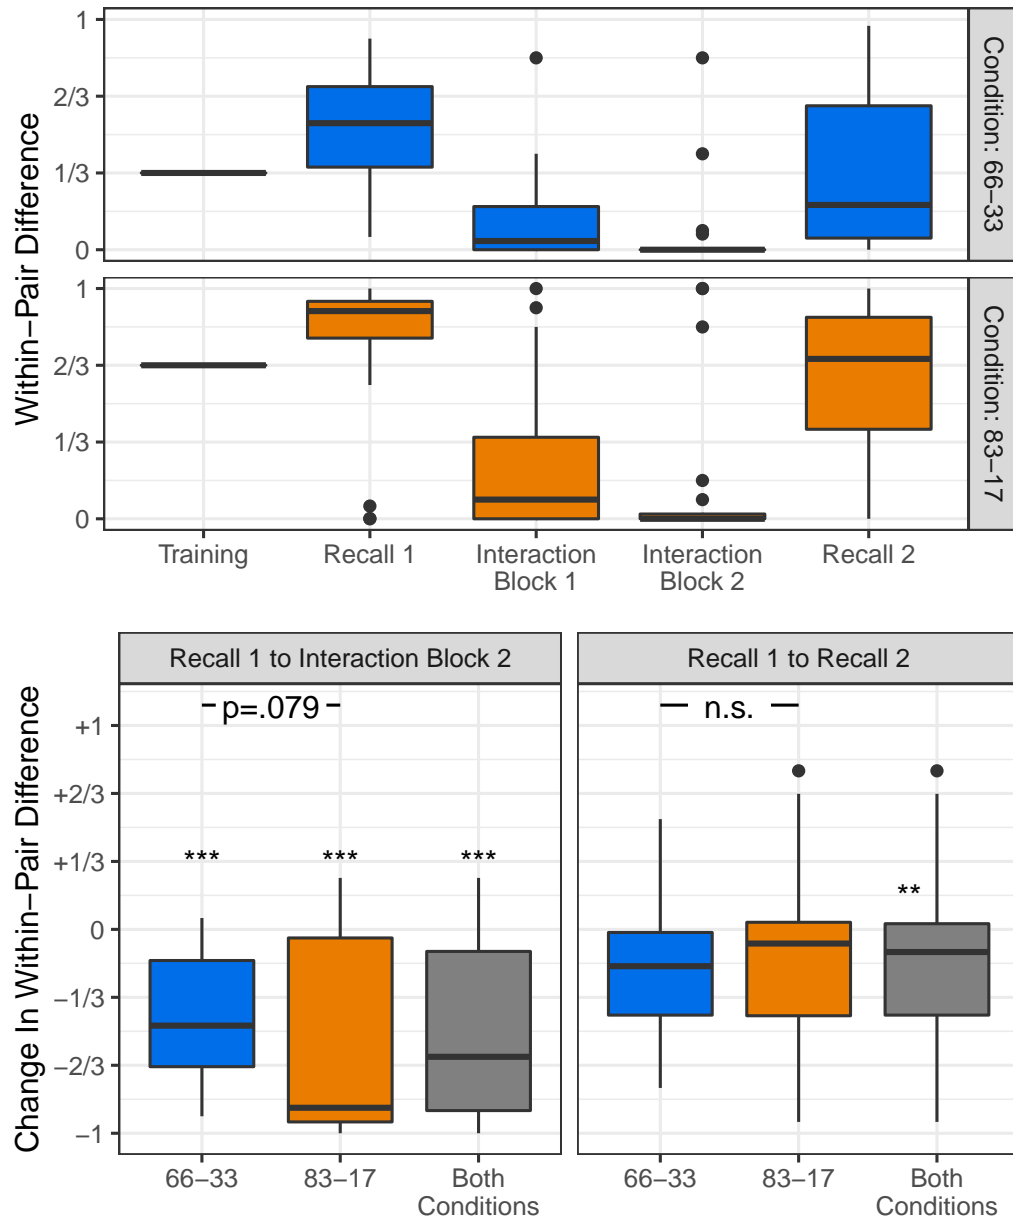 Within−Pair Difference
1
2/3
1/3
0
Condition: 66−33
1
2/3
1/3
0
Condition: 83−17
Training
Recall 1
Interaction
Block 1
Interaction
Block 2
Recall 2
Change In Within−Pair Difference
Recall 1 to Interaction Block 2
Recall 1 to Recall 2
p=.079
n.s.
+1
+2/3
+1/3
0
−1/3
−2/3
−1
***
***
***
**
66−33
83−17
Both
Conditions
66−33
83−17
Both
Conditions